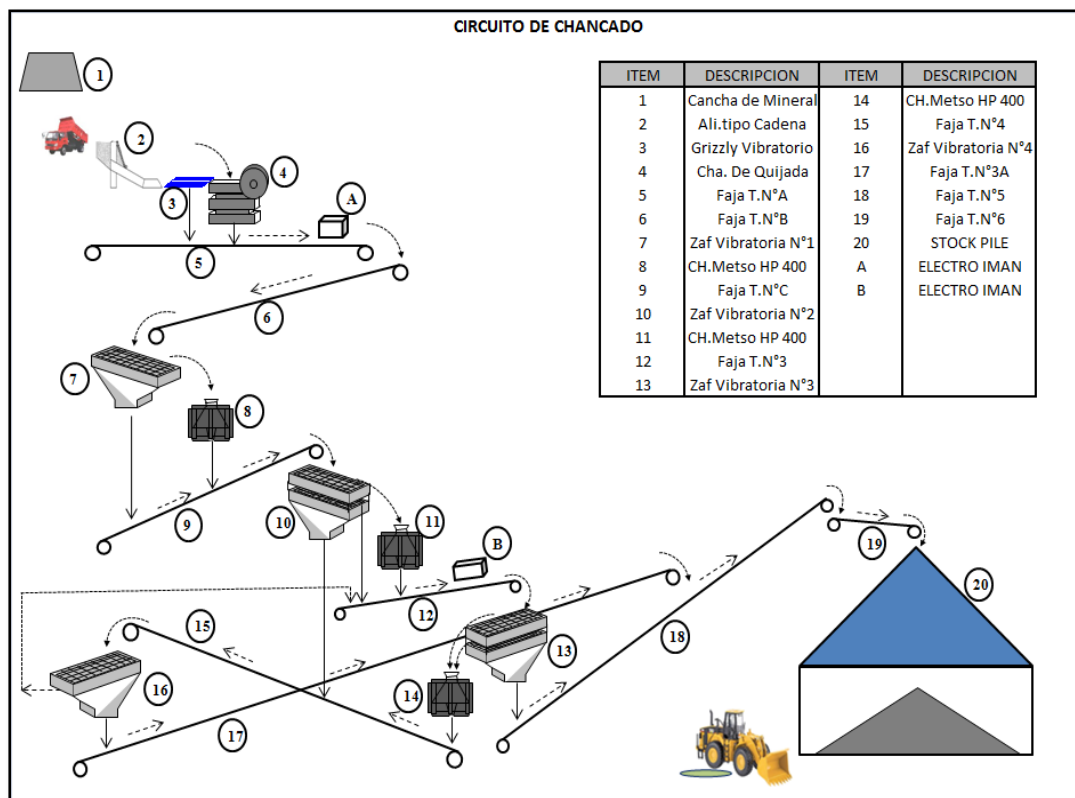 CIRCUITO DE CHANCADO
ITEM DESCRIPCION ITEM DESCRIPCION
1 Cancha de Mineral 14 CH.Metso HP 400
2 Ali.tipo Cadena 15 Faja T.N°4
3 Grizzly Vibratorio 16 Zaf Vibratoria N°4
4 Cha. De Quijada 17 Faja T.N°3A
5 Faja T.N°A 18 Faja T.N°5
6 Faja T.N°B 19 Faja T.N°6
7 Zaf Vibratoria N°1 20 STOCK PILE
8 CH.Metso HP 400 A ELECTRO IMAN
9 Faja T.N°C B ELECTRO IMAN
10 Zaf Vibratoria N°2
11 CH.Metso HP 400
12 Faja T.N°3
13 Zaf Vibratoria N°3
1
2
3
4
A
5
6
7
8
9
10
11
B
12
13
14
15
16
17
18
19
20